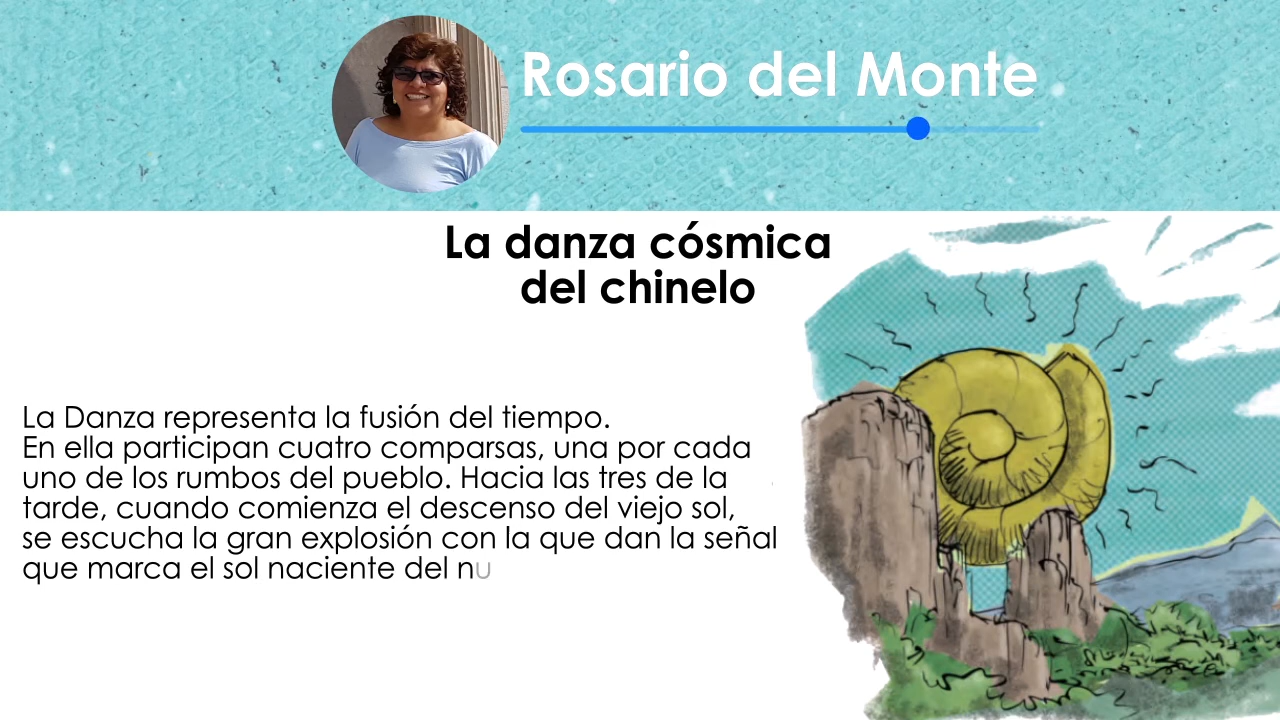 Rosario del Monte
La danza cósmica
del chinelo
La Danza representa la fusión del tiempo.
En ella participan cuatro comparsas, una por cada
uno de los rumbos del pueblo. Hacia las tres de la
tarde, cuando comienza el descenso del viejo sol,
se escucha la gran explosión con la que dan la señal
que marca el sol naciente del nu